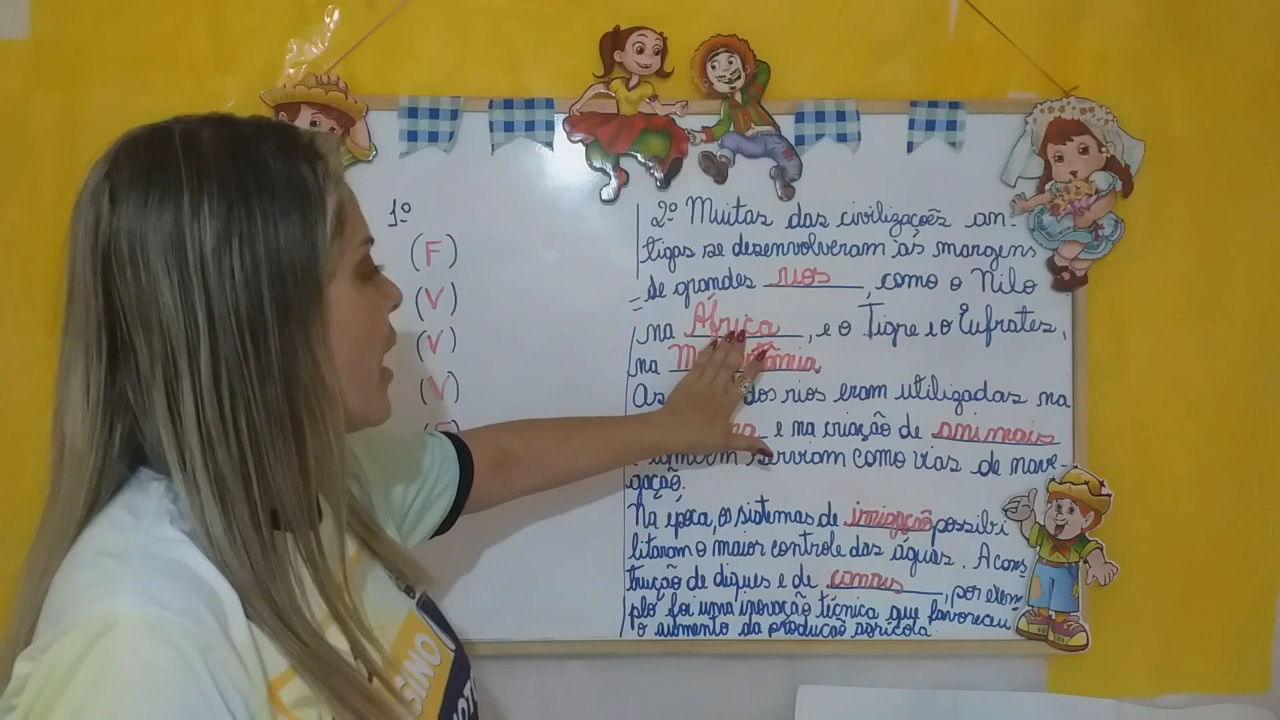 1º
(F)
(V)
(V)
(V)
2º Muitas das civilizações an-
tigas se desenvolveram às margens
de grandes rios, como o Nilo
na África, e o Tigre e o Eufrates,
na
As dos rios eram utilizadas na
e na criação de animais
também serviam como vias de nave-
gação.
Na época, os sistemas de irrigação possibi
litaram o maior controle das águas. A cons
trução de diques e de
, por exem
plo foi uma inovação técnica que favoreceu
o aumento da produção agrícola.
SINO